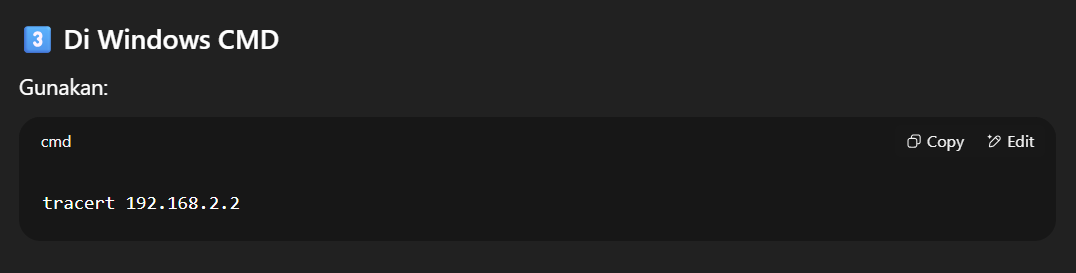 3 Di Windows CMD
Gunakan:
cmd Copy Edit
tracert 192.168.2.2